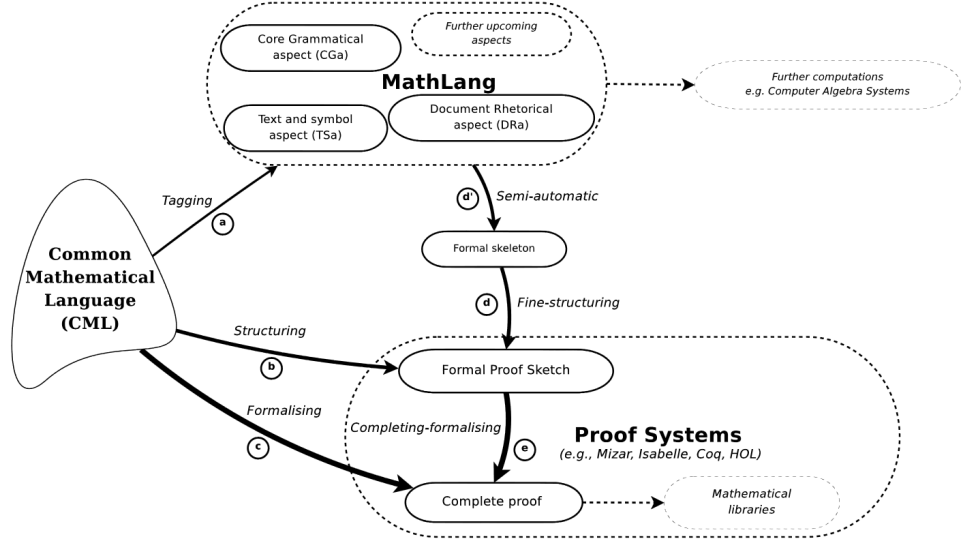 Core Grammatical
aspect (CGa)
Further upcoming
aspects
MathLang
Further computations
e.g. Computer Algebra Systems
Text and symbol
aspect (TSa)
Document Rhetorical
aspect (DRa)
Tagging
a
d'
Semi-automatic
Common
Mathematical
Language
(CML)
Formal skeleton
d
Fine-structuring
Structuring
b
Formal Proof Sketch
Formalising
c
Completing-formalising
e
Proof Systems
(e.g., Mizar, Isabelle, Coq, HOL)
Complete proof
Mathematical
libraries